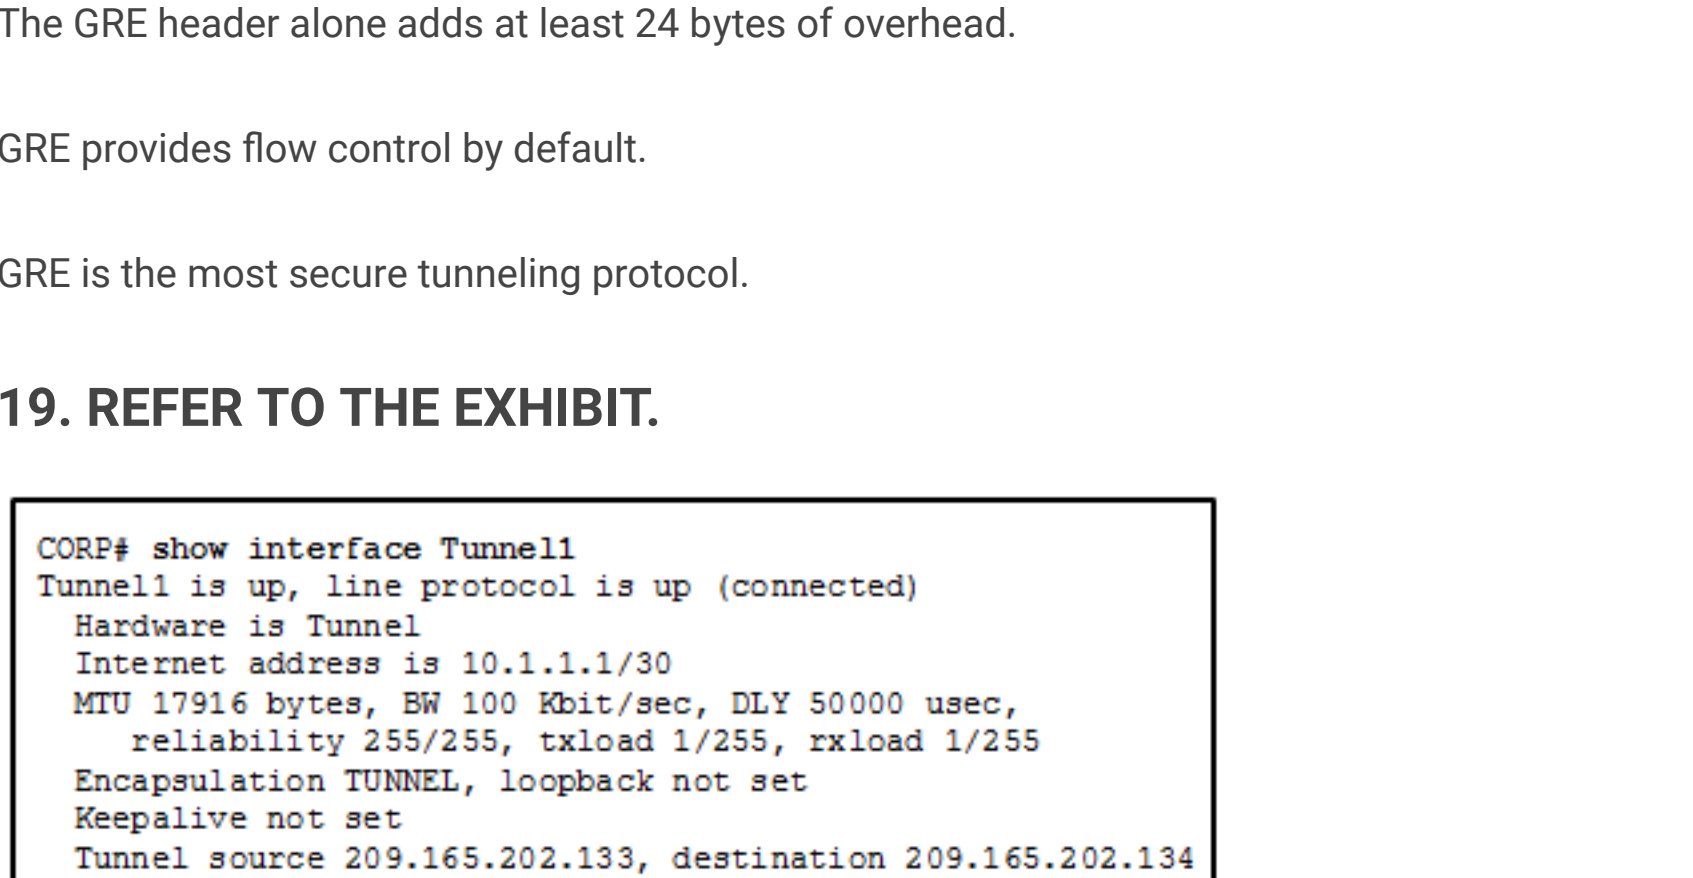 The GRE header alone adds at least 24 bytes of overhead.
GRE provides flow control by default.
GRE is the most secure tunneling protocol.
19. REFER TO THE EXHIBIT.
CORP# show interface Tunnel1
Tunnel1 is up, line protocol is up (connected)
Hardware is Tunnel
Internet address is 10.1.1.1/30
MTU 17916 bytes, BW 100 Kbit/sec, DLY 50000 usec,
reliability 255/255, txload 1/255, rxload 1/255
Encapsulation TUNNEL, loopback not set
Keepalive not set
Tunnel source 209.165.202.133, destination 209.165.202.134